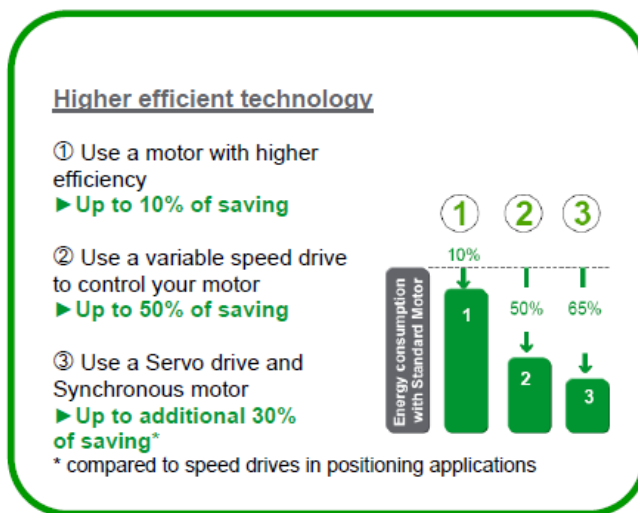 Higher efficient technology
① Use a motor with higher
efficiency
►Up to 10% of saving
② Use a variable speed drive
to control your motor
►Up to 50% of saving
③ Use a Servo drive and
Synchronous motor
►Up to additional 30%
of saving*
* compared to speed drives in positioning applications
① ② ③
10%
50% 65%
Energy consumption
with Standard Motor
1
2
3